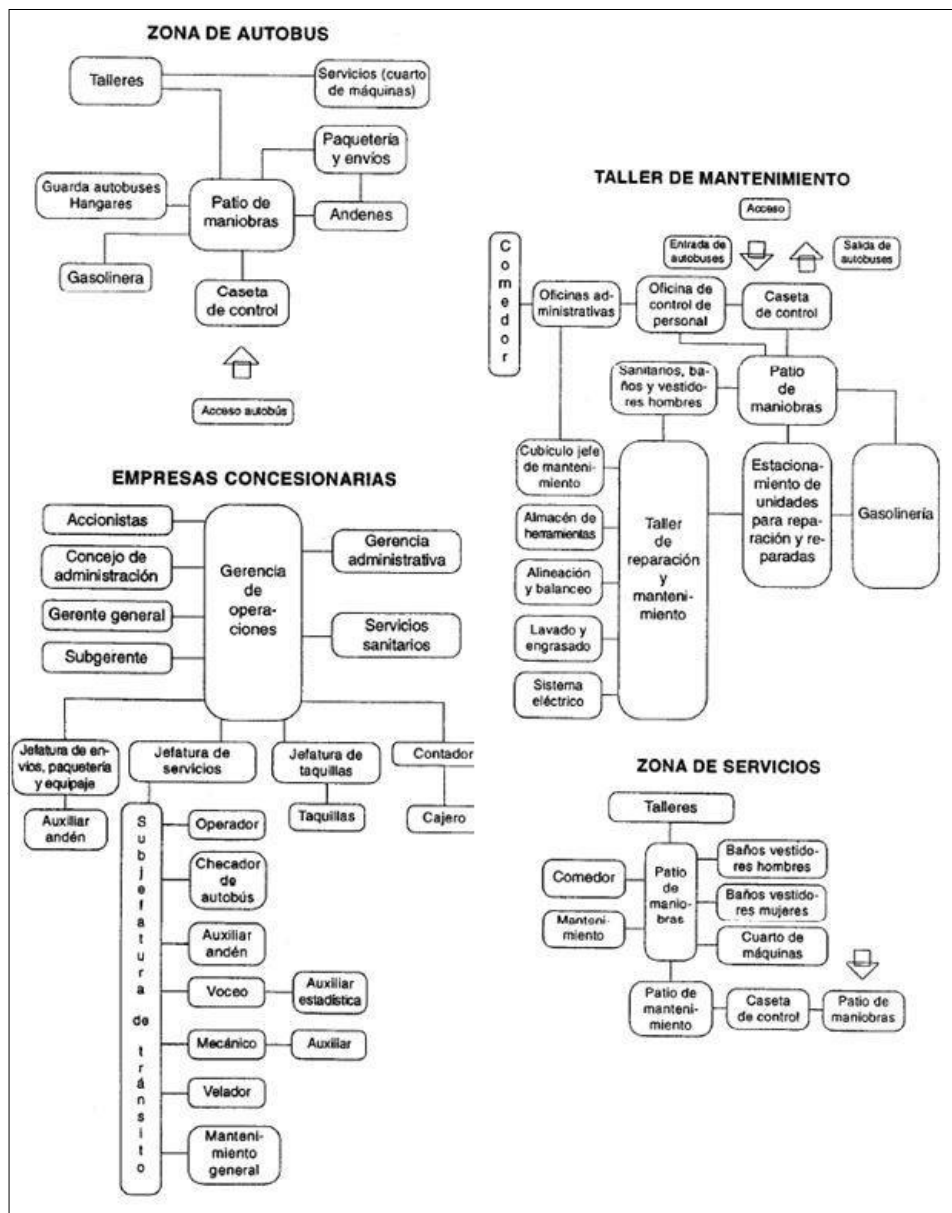 ZONA DE AUTOBUS
Talleres
Servicios (cuarto
de máquinas)
Paquetería
y envíos
Guarda autobuses
Hangares
Patio de
maniobras
Andenes
Gasolinera
Caseta
de control
Acceso autobús
TALLER DE MANTENIMIENTO
Acceso
Entrada de
autobuses
Salida de
autobuses
Comedor
Oficinas ad-
ministrativas
Oficina de
control de
personal
Caseta
de control
Sanitarios, ba-
ños y vestido-
res hombres
Patio
de
maniobras
Cubículo jefe
de manteni-
miento
Almacén de
herramientas
Alineación
y balanceo
Lavado y
engrasado
Sistema
eléctrico
Taller
de
reparación
y
mantenimiento
Estaciona-
miento de
unidades
para repa-
ración y re-
paradas
Gasolinería
EMPRESAS CONCESIONARIAS
Accionistas
Concejo de
administración
Gerente general
Subgerente
Gerencia
de
opera-
ciones
Gerencia
administrativa
Servicios
sanitarios
Jefatura de en-
víos, paquetería
y equipaje
Auxiliar
andén
Jefatura de
servicios
Jefatura de
taquillas
Taquillas
Contador
Cajero
Subjefatura de tránsito
Operador
Checador
de
autobús
Auxiliar
andén
Voceo
Auxiliar
estadística
Mecánico
Auxiliar
Velador
Manteni-
miento
general
ZONA DE SERVICIOS
Talleres
Comedor
Mante-
nimiento
Patio
de
manio-
bras
Baños vestido-
res hombres
Baños vestido-
res mujeres
Cuarto de
máquinas
Patio de
manteni-
miento
Caseta
de control
Patio de
maniobras